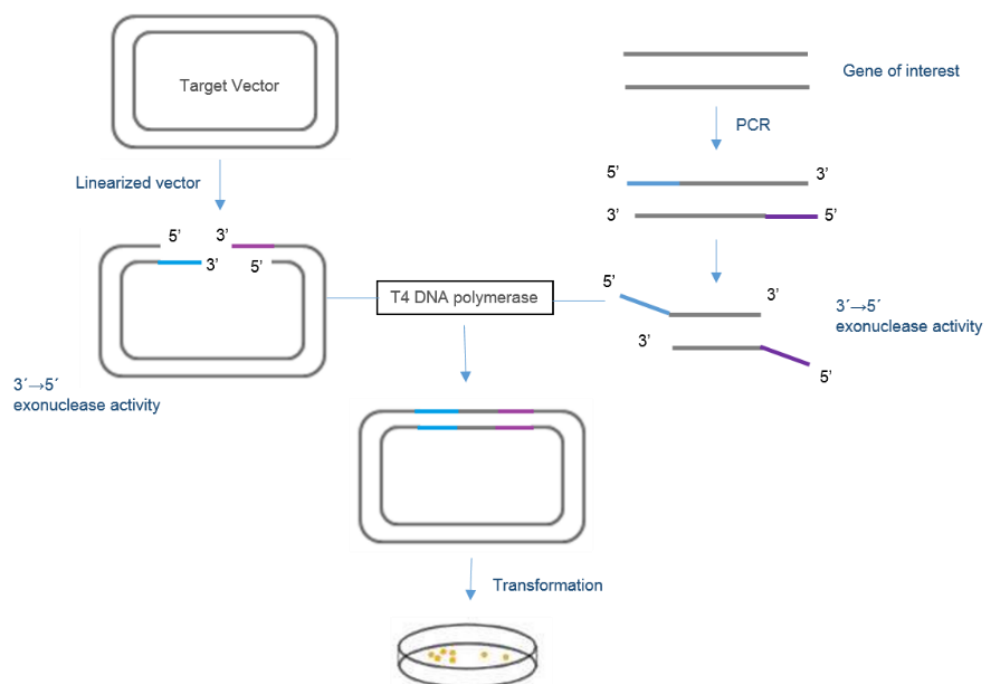 Target Vector
Gene of interest
PCR
Linearized vector
5’ 3’
3’ 5’
5’ 3’
3’ 5’
T4 DNA polymerase
5’
3’
3’
5’
3´→5´
exonuclease activity
3´→5´
exonuclease activity
Transformation